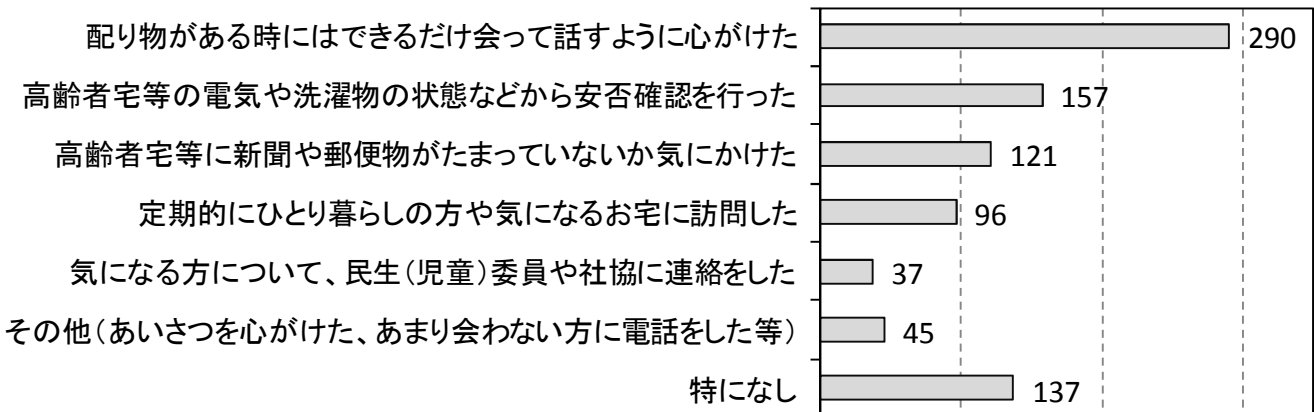 配り物がある時にはできるだけ会って話すように心がけた 290
高齢者宅等の電気や洗濯物の状態などから安否確認を行った 157
高齢者宅等に新聞や郵便物がたまっていないか気にかけた 121
定期的にひとり暮らしの方や気になるお宅に訪問した 96
気になる方について、民生(児童)委員や社協に連絡をした 37
その他(あいさつを心がけた、あまり会わない方に電話をした等) 45
特になし 137